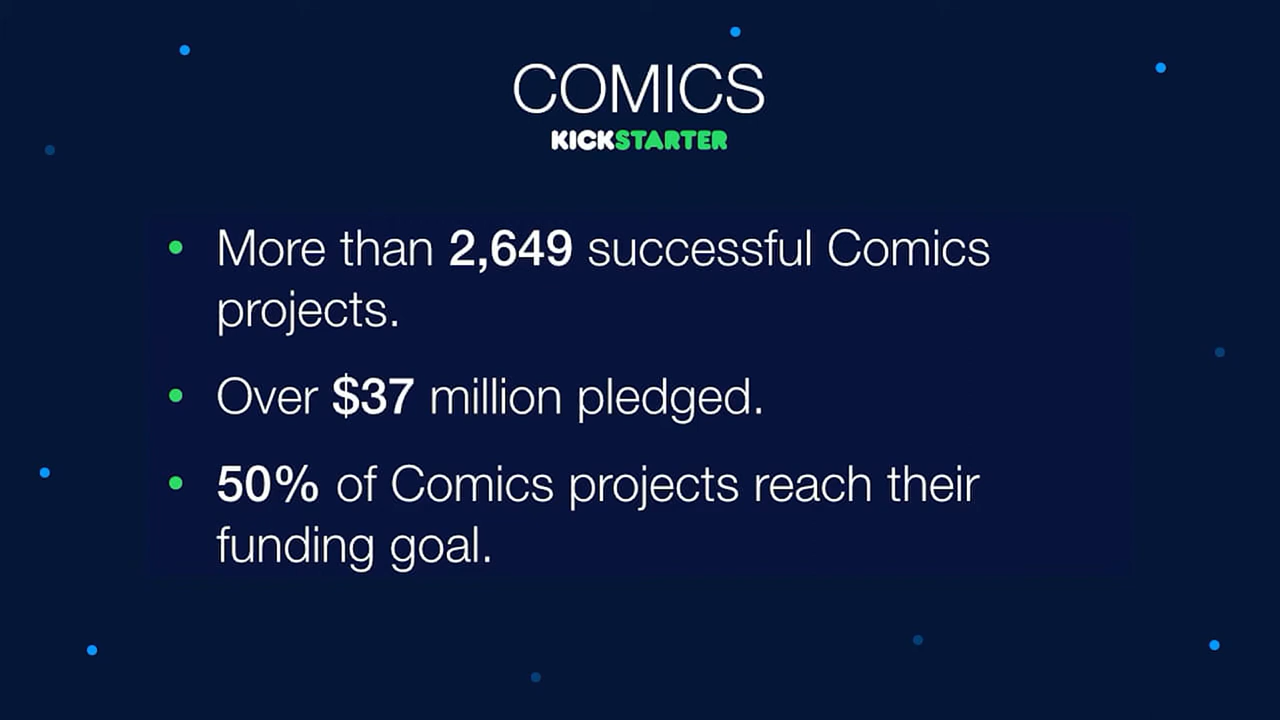 COMICS
KICKSTARTER
• More than 2,649 successful Comics
projects.
• Over $37 million pledged.
• 50% of Comics projects reach their
funding goal.